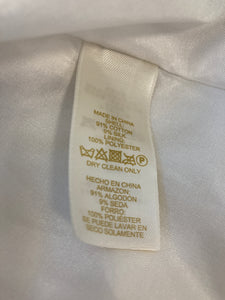 MADE IN CHINA
SHELL:
91% COTTON
9% SILK
LINING:
100% POLYESTER
P
DRY CLEAN ONLY
HECHO EN CHINA
ARMAZON:
91% ALGODON
9% SEDA
FORRO
100% POLIESTER
SE PUEDE LAVAR EN
SECO SOLAMENTE